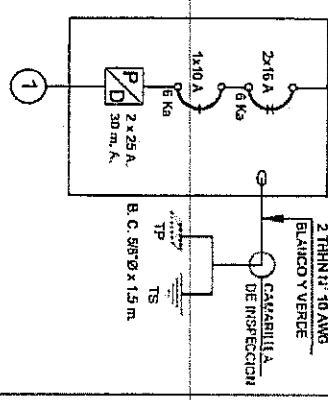 2 THHN N° 10 AWG
BLANCO Y VERDE
CAMARILLA
DE INSPECCION
2x16 A
6 Ka
1x10 A
6 Ka
P
D
2 x 25 A.
30 m. A.
TP
TS
B. C. 5/8"Ø x 1.5 m.
1